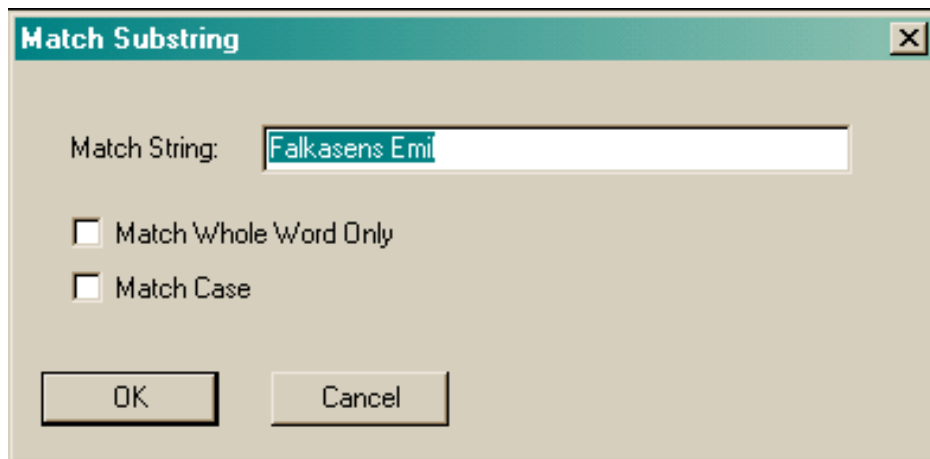 Match Substring
Match String: Falkasens Emil
Match Whole Word Only
Match Case
OK Cancel